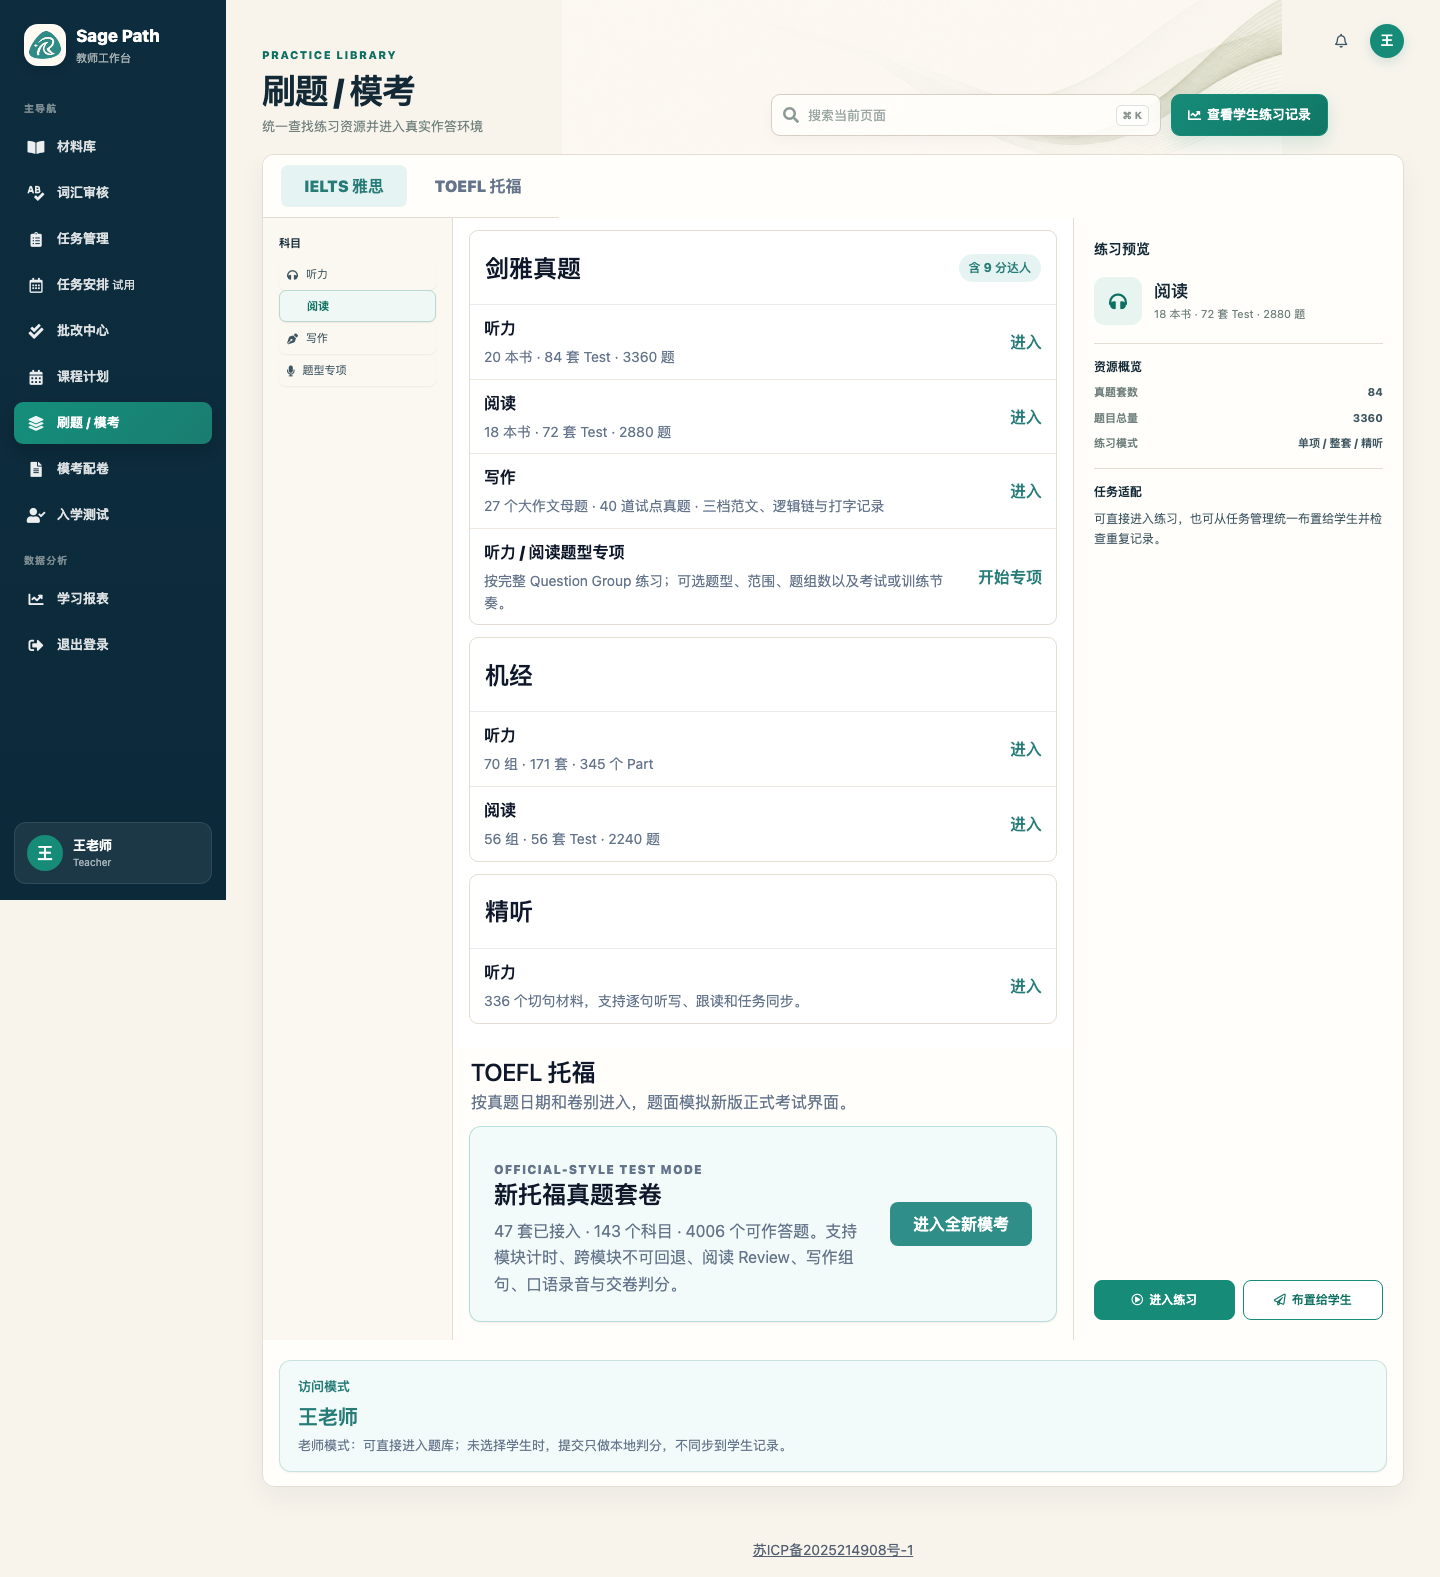 Sage Path
教师工作台
主导航
材料库
词汇审核
任务管理
任务安排 试用
批改中心
课程计划
刷题 / 模考
模考配卷
入学测试
数据分析
学习报表
退出登录
王
王老师
Teacher
PRACTICE LIBRARY
刷题 / 模考
统一查找练习资源并进入真实作答环境
搜索当前页面
⌘ K
查看学生练习记录
王
IELTS 雅思
TOEFL 托福
科目
听力
阅读
写作
题型专项
剑雅真题
含 9 分达人
听力
20 本书 · 84 套 Test · 3360 题
进入
阅读
18 本书 · 72 套 Test · 2880 题
进入
写作
27 个大作文母题 · 40 道试点真题 · 三档范文、逻辑链与打字记录
进入
听力 / 阅读题型专项
按完整 Question Group 练习；可选题型、范围、题组数以及考试或训练节
奏。
开始专项
机经
听力
70 组 · 171 套 · 345 个 Part
进入
阅读
56 组 · 56 套 Test · 2240 题
进入
精听
听力
336 个切句材料，支持逐句听写、跟读和任务同步。
进入
TOEFL 托福
按真题日期和卷别进入，题面模拟新版正式考试界面。
OFFICIAL-STYLE TEST MODE
新托福真题套卷
47 套已接入 · 143 个科目 · 4006 个可作答题。支持
模块计时、跨模块不可回退、阅读 Review、写作组
句、口语录音与交卷判分。
进入全新模考
练习预览
阅读
18 本书 · 72 套 Test · 2880 题
资源概览
真题套数 84
题目总量 3360
练习模式 单项 / 整套 / 精听
任务适配
可直接进入练习，也可从任务管理统一布置给学生并检
查重复记录。
进入练习
布置给学生
访问模式
王老师
老师模式：可直接进入题库；未选择学生时，提交只做本地判分，不同步到学生记录。
苏ICP备2025214908号-1